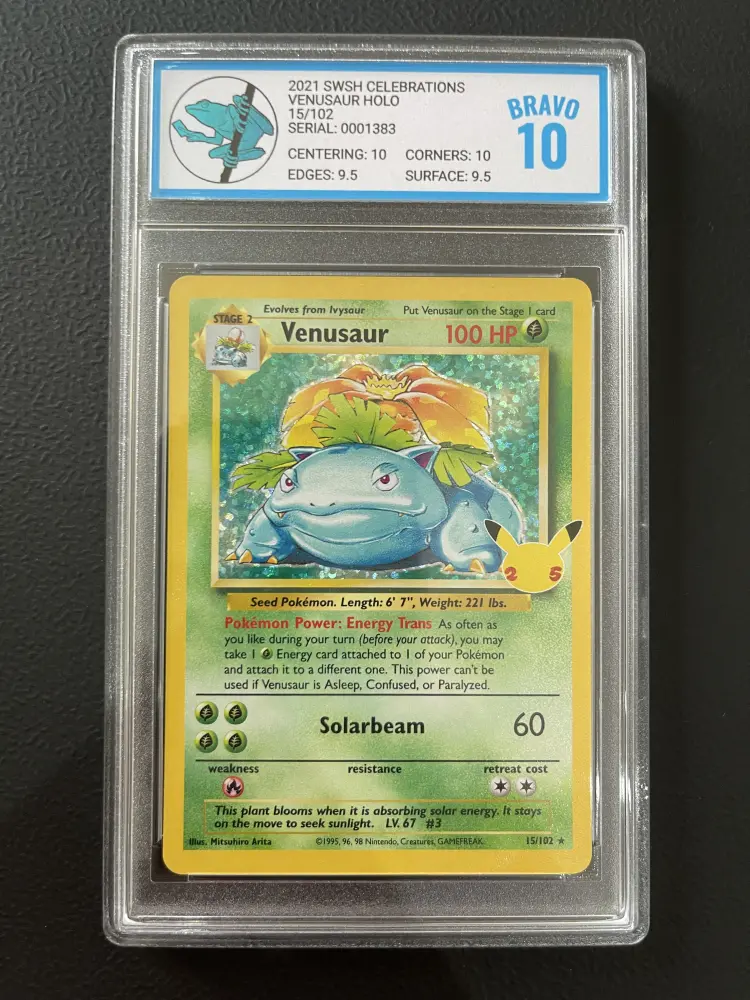 2021 SWSH CELEBRATIONS
VENUSAUR HOLO
15/102
SERIAL: 0001383
CENTERING: 10 CORNERS: 10
EDGES: 9.5 SURFACE: 9.5
BRAVO
10
Evolves from Ivysaur Put Venusaur on the Stage 1 card
STAGE 2
Venusaur 100 HP
25
Seed Pokémon. Length: 6' 7", Weight: 221 lbs.
Pokémon Power: Energy Trans As often as
you like during your turn (before your attack), you may
take 1 Energy card attached to 1 of your Pokémon
and attach it to a different one. This power can't be
used if Venusaur is Asleep, Confused, or Paralyzed.
Solarbeam 60
weakness resistance retreat cost
This plant blooms when it is absorbing solar energy. It stays
on the move to seek sunlight. LV. 67 #3
Illus. Mitsuhiro Arita ©1995, 96, 98 Nintendo, Creatures, GAMEFREAK. 15/102 ★